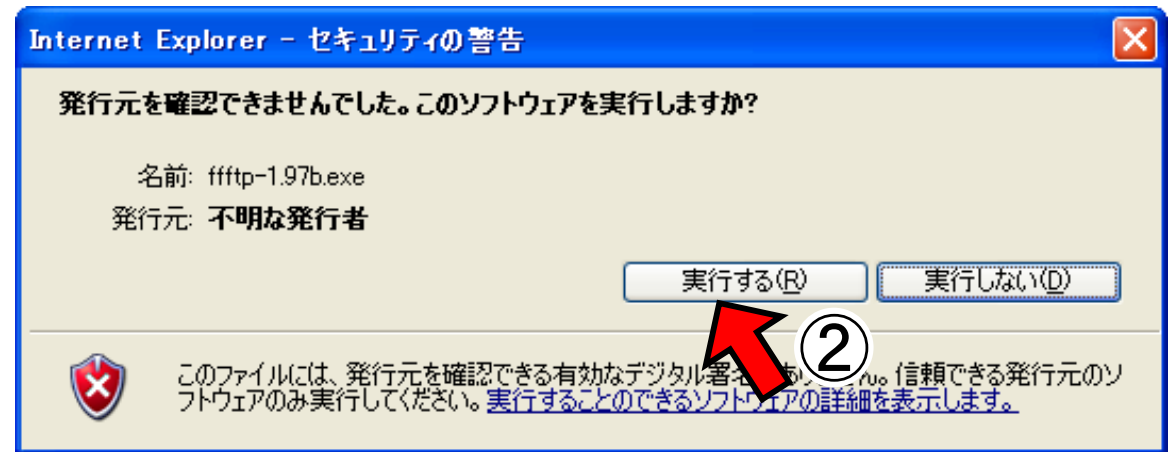 Internet Explorer - セキュリティの警告
発行元を確認できませんでした。このソフトウェアを実行しますか?
名前: ffftp-1.97b.exe
発行元: 不明な発行者
実行する(R) 実行しない(D)
②
このファイルには、発行元を確認できる有効なデジタル署名 ん。信頼できる発行元のソ
フトウェアのみ実行してください。実行することのできるソフトウェアの詳細を表示します。